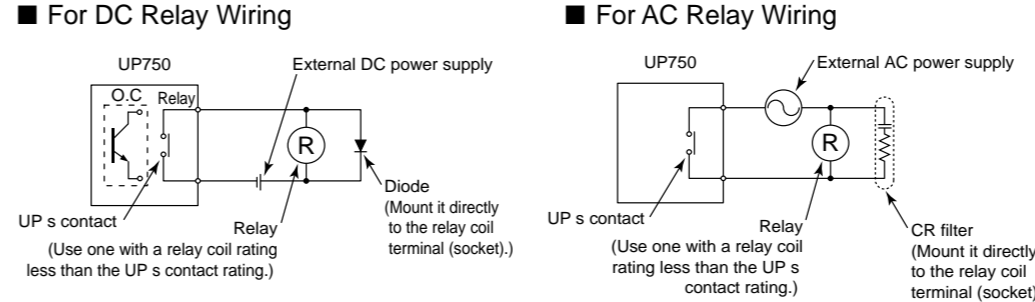 ■ For DC Relay Wiring
UP750
External DC power supply
O.C
Relay
R
Diode
(Mount it directly
to the relay coil
terminal (socket).)
UP s contact
Relay
(Use one with a relay coil rating
less than the UP s contact rating.)
■ For AC Relay Wiring
UP750
External AC power supply
R
UP s contact
Relay
(Use one with a relay coil
rating less than the UP s
contact rating.)
CR filter
(Mount it directly
to the relay coil
terminal (socket)